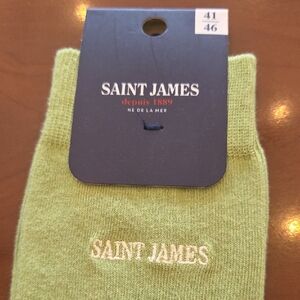 41
46
SAINT JAMES
depuis 1889
NÉ DE LA MER
SAINT JAMES